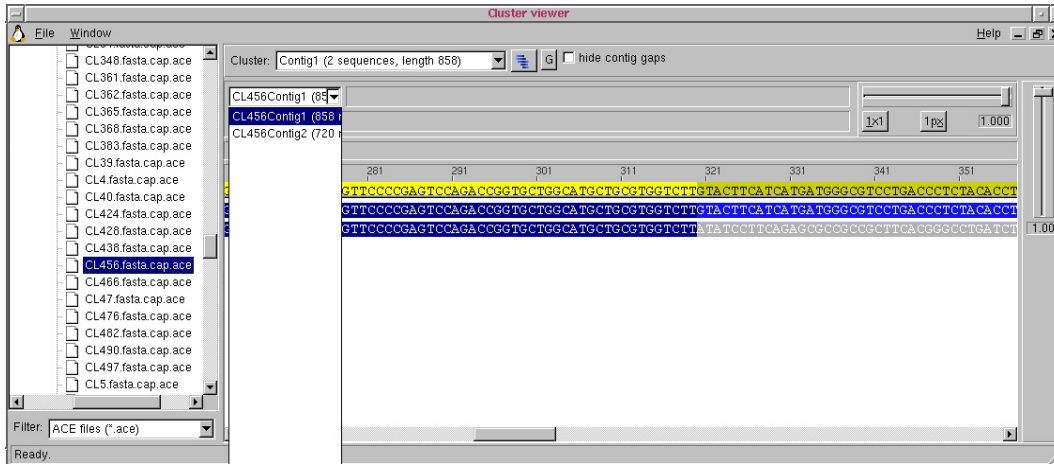 Cluster viewer
File Window Help
CL348.fasta.cap.ace
CL361.fasta.cap.ace
CL362.fasta.cap.ace
CL365.fasta.cap.ace
CL368.fasta.cap.ace
CL383.fasta.cap.ace
CL39.fasta.cap.ace
CL4.fasta.cap.ace
CL40.fasta.cap.ace
CL424.fasta.cap.ace
CL428.fasta.cap.ace
CL438.fasta.cap.ace
CL456.fasta.cap.ace
CL466.fasta.cap.ace
CL47.fasta.cap.ace
CL476.fasta.cap.ace
CL482.fasta.cap.ace
CL490.fasta.cap.ace
CL497.fasta.cap.ace
CL5.fasta.cap.ace
Filter: ACE files (*.ace)
Ready.
Cluster: Contig1 (2 sequences, length 858) G hide contig gaps
CL456Contig1 (85
CL456Contig1 (858 r
CL456Contig2 (720 r
1x1 1px 1.000
281 291 301 311 321 331 341 351
GTTCCCCGAGTCCAGACCGGTGCTGGCATGCTGCGTGGTCTTGTACTTCATCATGATGGGCGTCCTGACCCTCTACACCT
GTTCCCCGAGTCCAGACCGGTGCTGGCATGCTGCGTGGTCTTGTACTTCATCATGATGGGCGTCCTGACCCTCTACACCT
GTTCCCCGAGTCCAGACCGGTGCTGGCATGCTGCGTGGTCTTATATCCTTCAGAGCGCCGCCGCTTCACGGGCCTGATCT
1.00